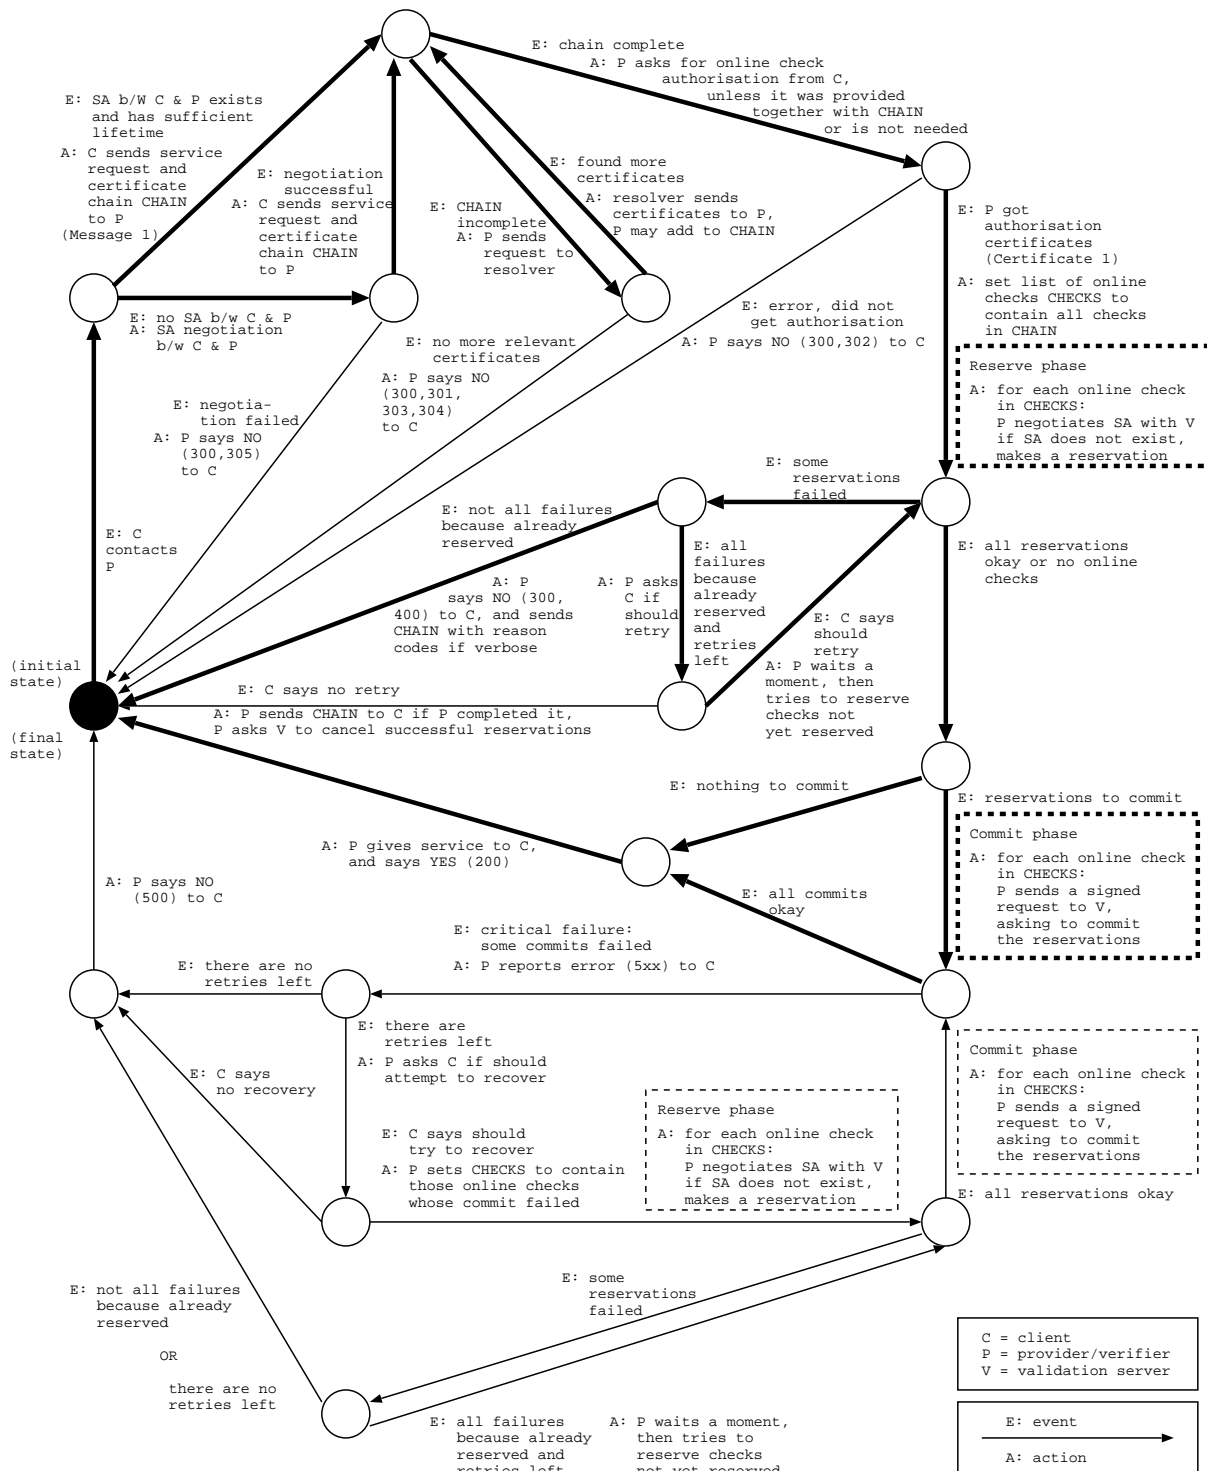 E: chain complete
A: P asks for online check
authorisation from C,
unless it was provided
together with CHAIN
or is not needed
E: SA b/W C & P exists
and has sufficient
lifetime
A: C sends service
request and
certificate
chain CHAIN
to P
(Message 1)
E: negotiation
successful
A: C sends service
request and
certificate
chain CHAIN
to P
E: CHAIN
incomplete
A: P sends
request to
resolver
E: found more
certificates
A: resolver sends
certificates to P,
P may add to CHAIN
E: P got
authorisation
certificates
(Certificate 1)
A: set list of online
checks CHECKS to
contain all checks
in CHAIN
E: no SA b/w C & P
A: SA negotiation
b/w C & P
E: no more relevant
certificates
A: P says NO
(300,301,
303,304)
to C
E: error, did not
get authorisation
A: P says NO (300,302) to C
Reserve phase
A: for each online check
in CHECKS:
P negotiates SA with V
if SA does not exist,
makes a reservation
E: negotia-
tion failed
A: P says NO
(300,305)
to C
E: some
reservations
failed
E: not all failures
because already
reserved
E: C
contacts
P
E: all
failures
because
already
reserved
and
retries
left
A: P asks
C if
should
retry
E: all reservations
okay or no online
checks
A: P
says NO (300,
400) to C, and sends
CHAIN with reason
codes if verbose
E: C says
should
retry
A: P waits a
moment, then
tries to reserve
checks not
yet reserved
(initial
state)
E: C says no retry
A: P sends CHAIN to C if P completed it,
P asks V to cancel successful reservations
(final
state)
E: nothing to commit
E: reservations to commit
Commit phase
A: for each online check
in CHECKS:
P sends a signed
request to V,
asking to commit
the reservations
A: P gives service to C,
and says YES (200)
A: P says NO
(500) to C
E: all commits
okay
E: critical failure:
some commits failed
A: P reports error (5xx) to C
E: there are no
retries left
E: there are
retries left
A: P asks C if should
attempt to recover
Commit phase
A: for each online check
in CHECKS:
P sends a signed
request to V,
asking to commit
the reservations
E: C says
no recovery
Reserve phase
A: for each online check
in CHECKS:
P negotiates SA with V
if SA does not exist,
makes a reservation
E: C says should
try to recover
A: P sets CHECKS to contain
those online checks
whose commit failed
E: all reservations okay
E: not all failures
because already
reserved
OR
there are no
retries left
E: some
reservations
failed
C = client
P = provider/verifier
V = validation server
E: all failures
because already
reserved and
retries left
A: P waits a moment,
then tries to
reserve checks
not yet reserved
E: event
A: action